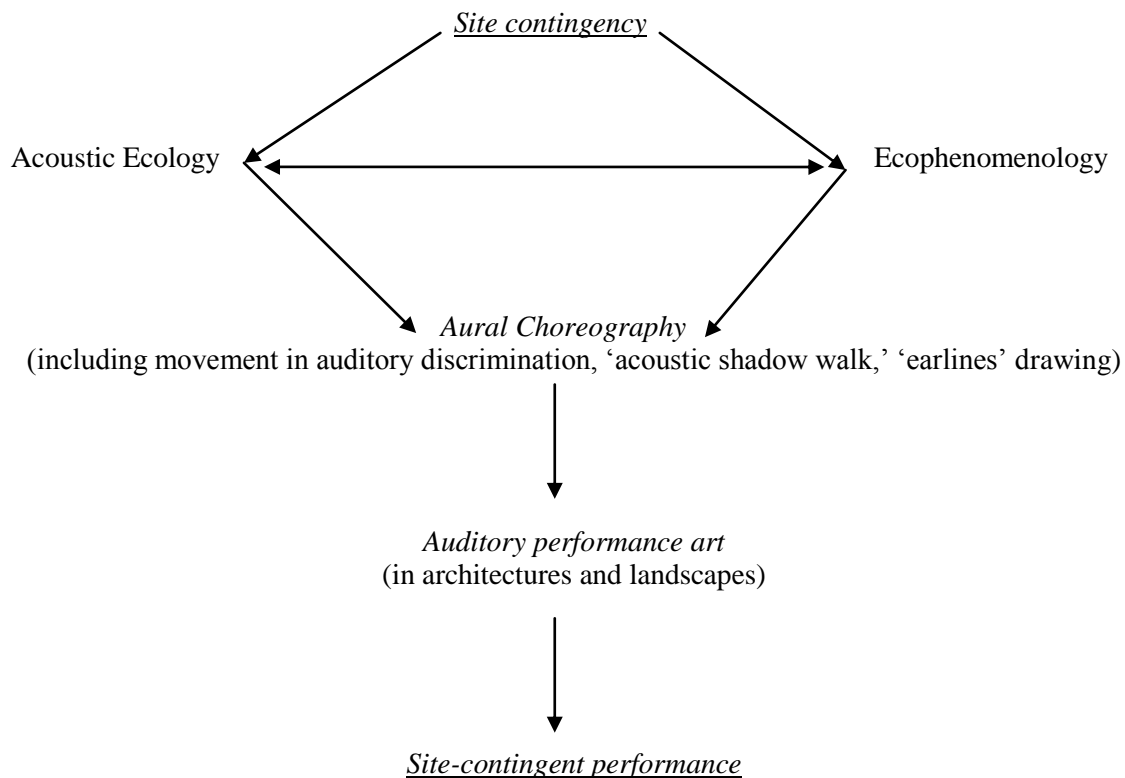 Site contingency
Acoustic Ecology Ecophenomenology
Aural Choreography
(including movement in auditory discrimination, ‘acoustic shadow walk,’ ‘earlines’ drawing)
Auditory performance art
(in architectures and landscapes)
Site-contingent performance